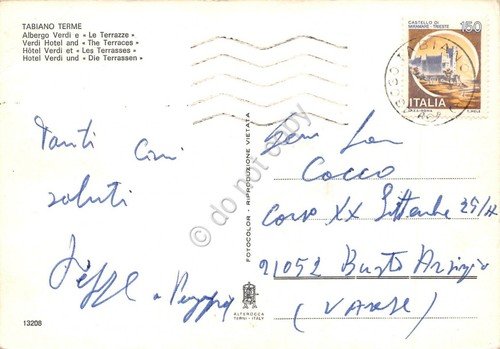 TABIANO TERME
Albergo Verdi e « Le Terrazze »
Verdi Hotel and « The Terraces »
Hôtel Verdi et « Les Terrasses »
Hotel Verdi und « Die Terrassen »
CASTELLO DI
MIRAMARE - TRIESTE
150
ITALIA
Tanti Cari
saluti
e
FOTOCOLOR - RIPRODUZIONE VIETATA
do not copy
Cocco
Corso XX Settembre 25/A
21052 Busto Arsizio
(VARESE)
13208
ALTEROCCA
TERNI - ITALY